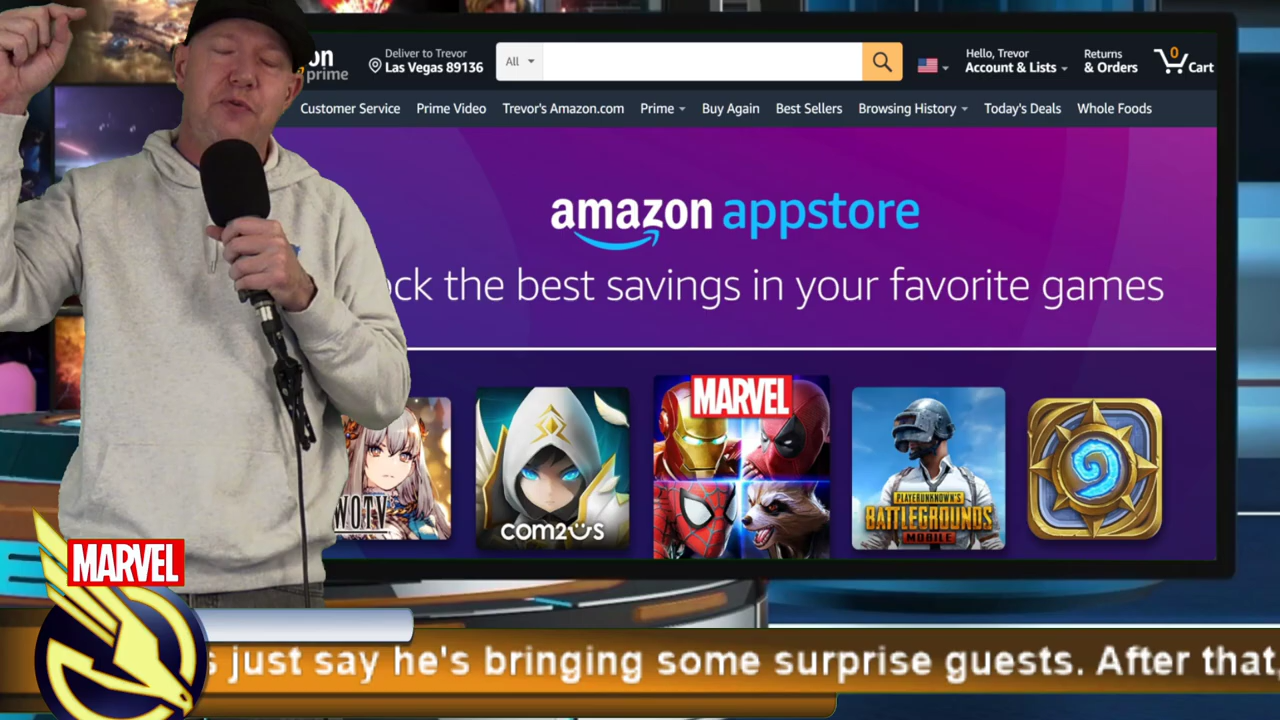 on
prime
Deliver to Trevor
Las Vegas 89136
All
Hello, Trevor
Account & Lists
Returns
& Orders
0
Cart
Customer Service Prime Video Trevor's Amazon.com Prime Buy Again Best Sellers Browsing History Today's Deals Whole Foods
amazon appstore
ck the best savings in your favorite games
WOTV
com2us
MARVEL
PLAYERUNKNOWN'S
BATTLEGROUNDS
MOBILE
MARVEL
s just say he's bringing some surprise guests. After that,